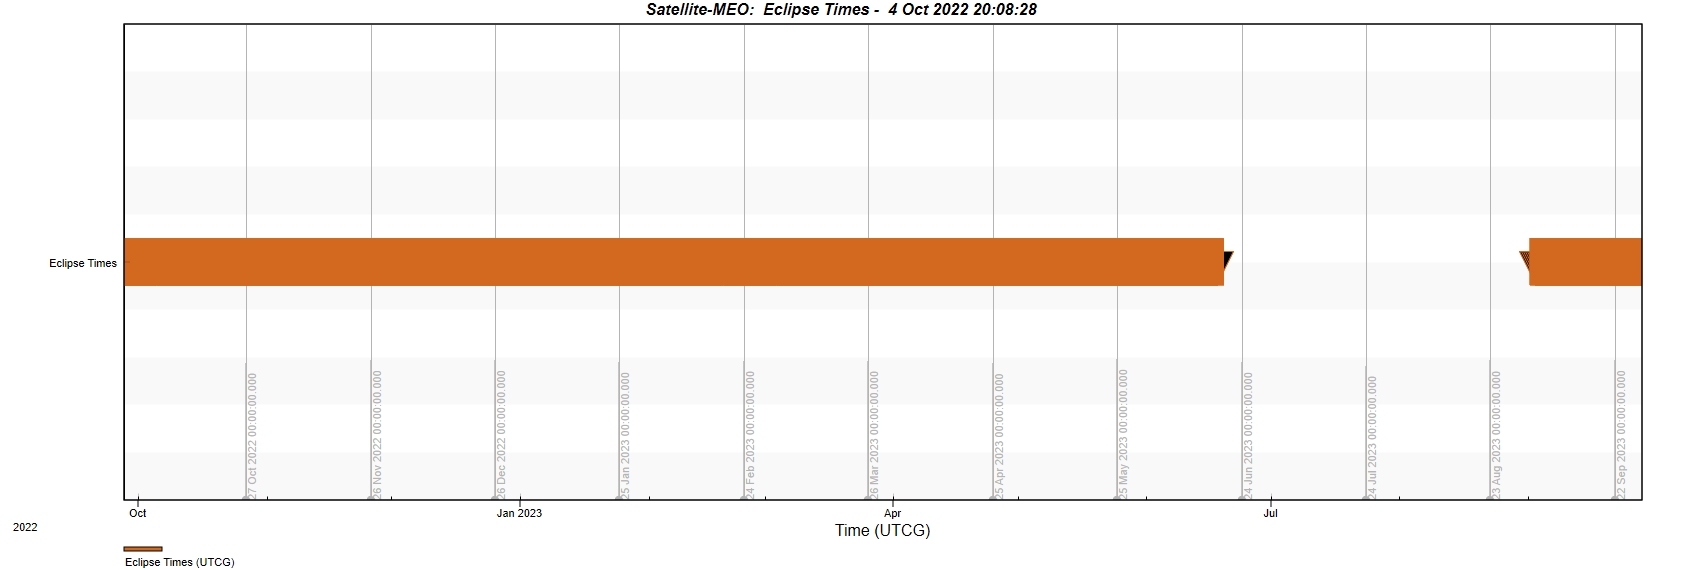 Satellite-MEO:  Eclipse Times -  4 Oct 2022 20:08:28
Eclipse Times
27 Oct 2022 00:00:00.000
26 Nov 2022 00:00:00.000
26 Dec 2022 00:00:00.000
25 Jan 2023 00:00:00.000
24 Feb 2023 00:00:00.000
26 Mar 2023 00:00:00.000
25 Apr 2023 00:00:00.000
25 May 2023 00:00:00.000
24 Jun 2023 00:00:00.000
24 Jul 2023 00:00:00.000
23 Aug 2023 00:00:00.000
22 Sep 2023 00:00:00.000
Oct
Jan 2023
Apr
Jul
2022
Time (UTCG)
Eclipse Times (UTCG)